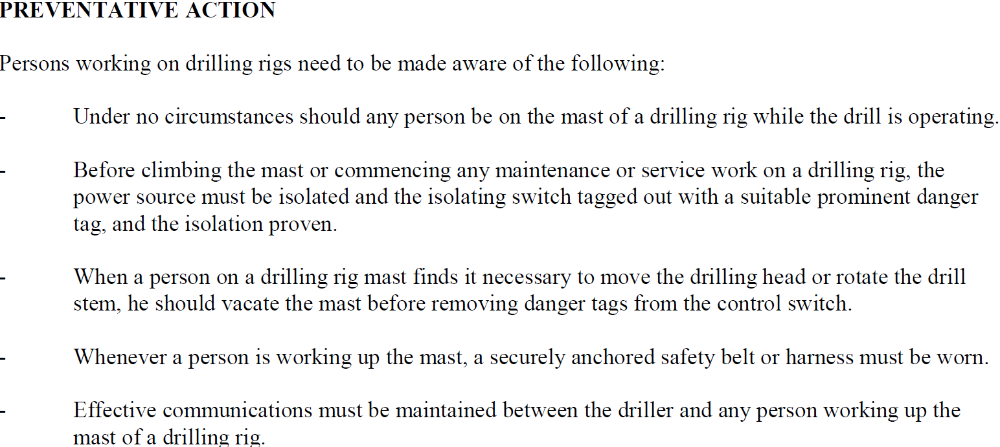 PREVENTATIVE ACTION
Persons working on drilling rigs need to be made aware of the following:
- Under no circumstances should any person be on the mast of a drilling rig while the drill is operating.
- Before climbing the mast or commencing any maintenance or service work on a drilling rig, the
power source must be isolated and the isolating switch tagged out with a suitable prominent danger
tag, and the isolation proven.
- When a person on a drilling rig mast finds it necessary to move the drilling head or rotate the drill
stem, he should vacate the mast before removing danger tags from the control switch.
- Whenever a person is working up the mast, a securely anchored safety belt or harness must be worn.
- Effective communications must be maintained between the driller and any person working up the
mast of a drilling rig.